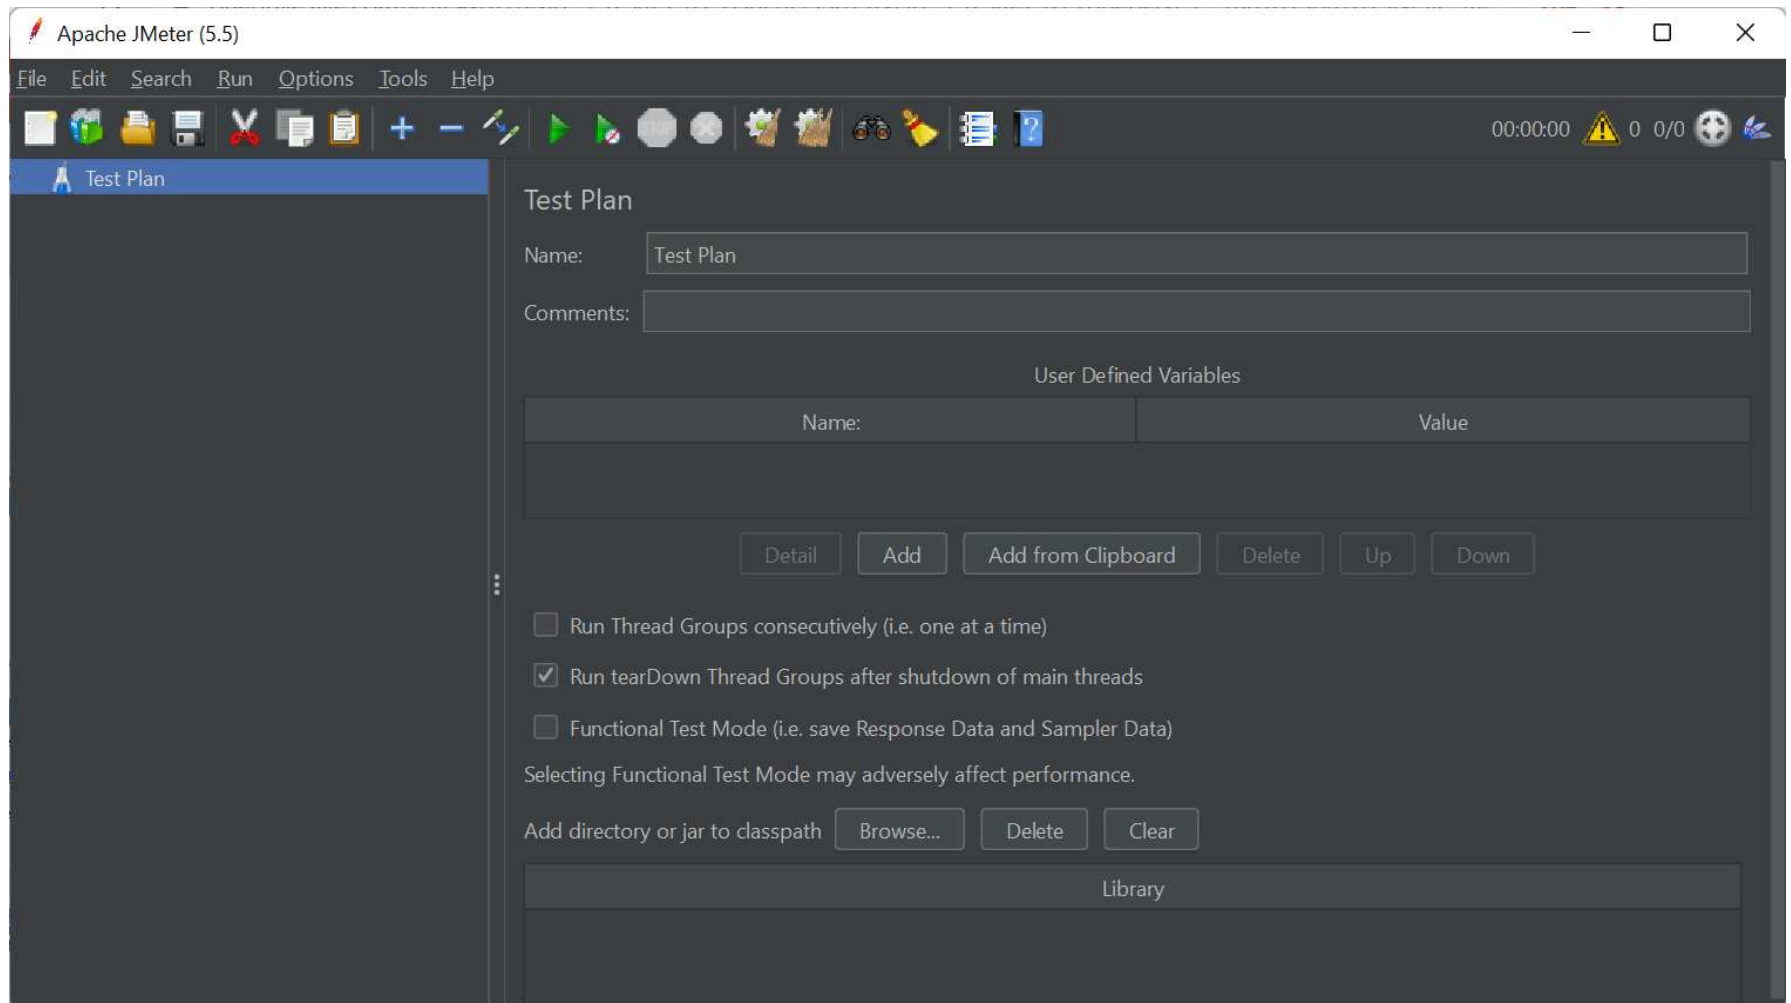 Apache JMeter (5.5)
File Edit Search Run Options Tools Help
STOP
00:00:00 0 0/0
Test Plan
Test Plan
Name: Test Plan
Comments:
User Defined Variables
Name: Value
Detail Add Add from Clipboard Delete Up Down
Run Thread Groups consecutively (i.e. one at a time)
Run tearDown Thread Groups after shutdown of main threads
Functional Test Mode (i.e. save Response Data and Sampler Data)
Selecting Functional Test Mode may adversely affect performance.
Add directory or jar to classpath Browse... Delete Clear
Library